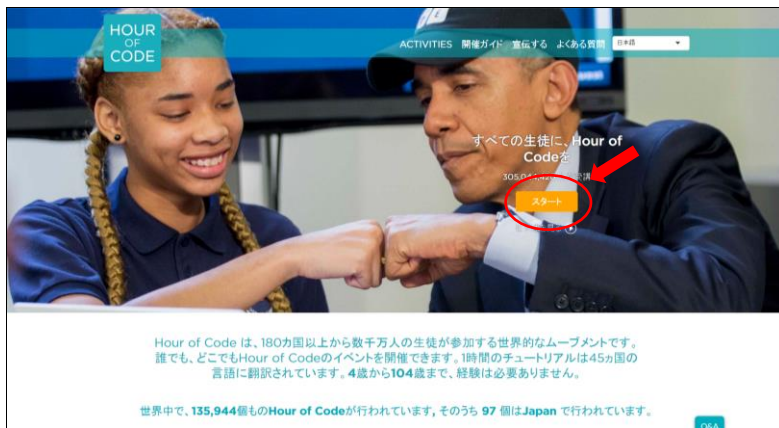 HOUR
OF
CODE
ACTIVITIES 開催ガイド 宣伝する よくある質問 日本語
すべての生徒に、Hour of
Codeを
スタート
Hour of Code は、180カ国以上から数千万人の生徒が参加する世界的なムーブメントです。
誰でも、どこでもHour of Codeのイベントを開催できます。1時間のチュートリアルは45ヵ国の
言語に翻訳されています。4歳から104歳まで、経験は必要ありません。
世界中で、135,944個ものHour of Codeが行われています, そのうち 97 個はJapan で行われています。
Q&A